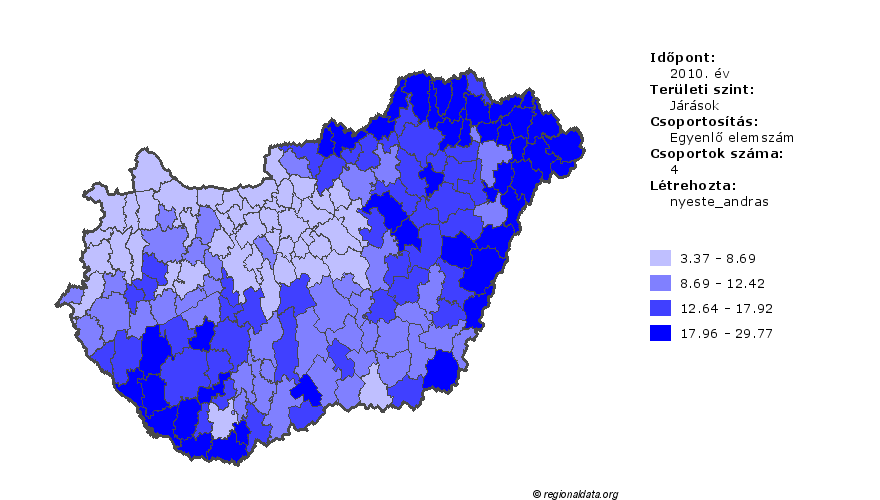 Időpont:
2010. év
Területi szint:
Járások
Csoportosítás:
Egyenlő elemszám
Csoportok száma:
4
Létrehozta:
nyeste_andras
3.37 – 8.69
8.69 – 12.42
12.64 – 17.92
17.96 – 29.77
© regionaldata.org